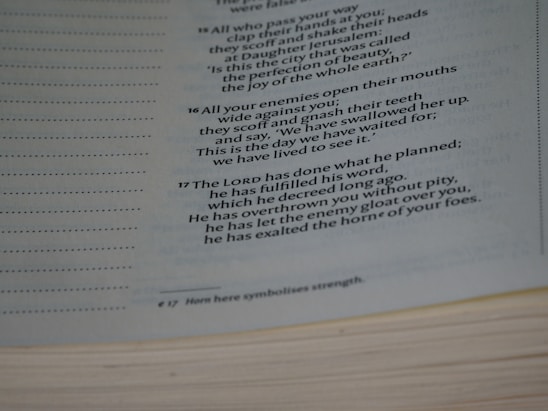 were false
15 All who pass your way
clap their hands at you;
they scoff and shake their heads
at Daughter Jerusalem:
'Is this the city that was called
the perfection of beauty,
the joy of the whole earth?'
16 All your enemies open their mouths
wide against you;
they scoff and gnash their teeth
and say, 'We have swallowed her up.
This is the day we have waited for;
we have lived to see it.'
17 The LORD has done what he planned;
he has fulfilled his word,
which he decreed long ago.
He has overthrown you without pity,
he has let the enemy gloat over you,
he has exalted the horn e of your foes.
e 17 Horn here symbolises strength.